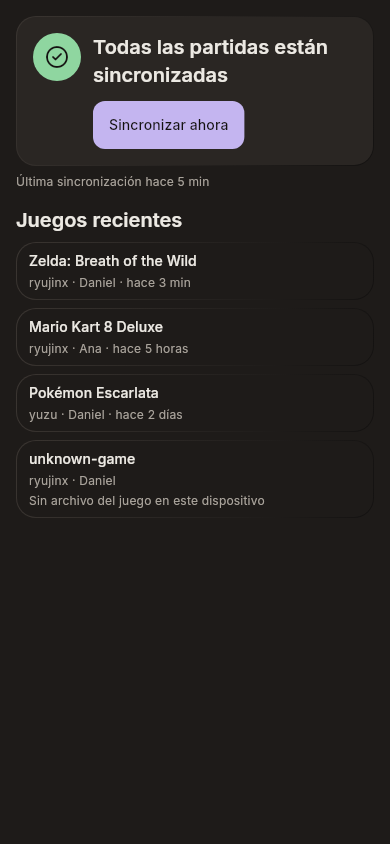 Todas las partidas están
sincronizadas
Sincronizar ahora
Última sincronización hace 5 min
Juegos recientes
Zelda: Breath of the Wild
ryujinx · Daniel · hace 3 min
Mario Kart 8 Deluxe
ryujinx · Ana · hace 5 horas
Pokémon Escarlata
yuzu · Daniel · hace 2 días
unknown-game
ryujinx · Daniel
Sin archivo del juego en este dispositivo